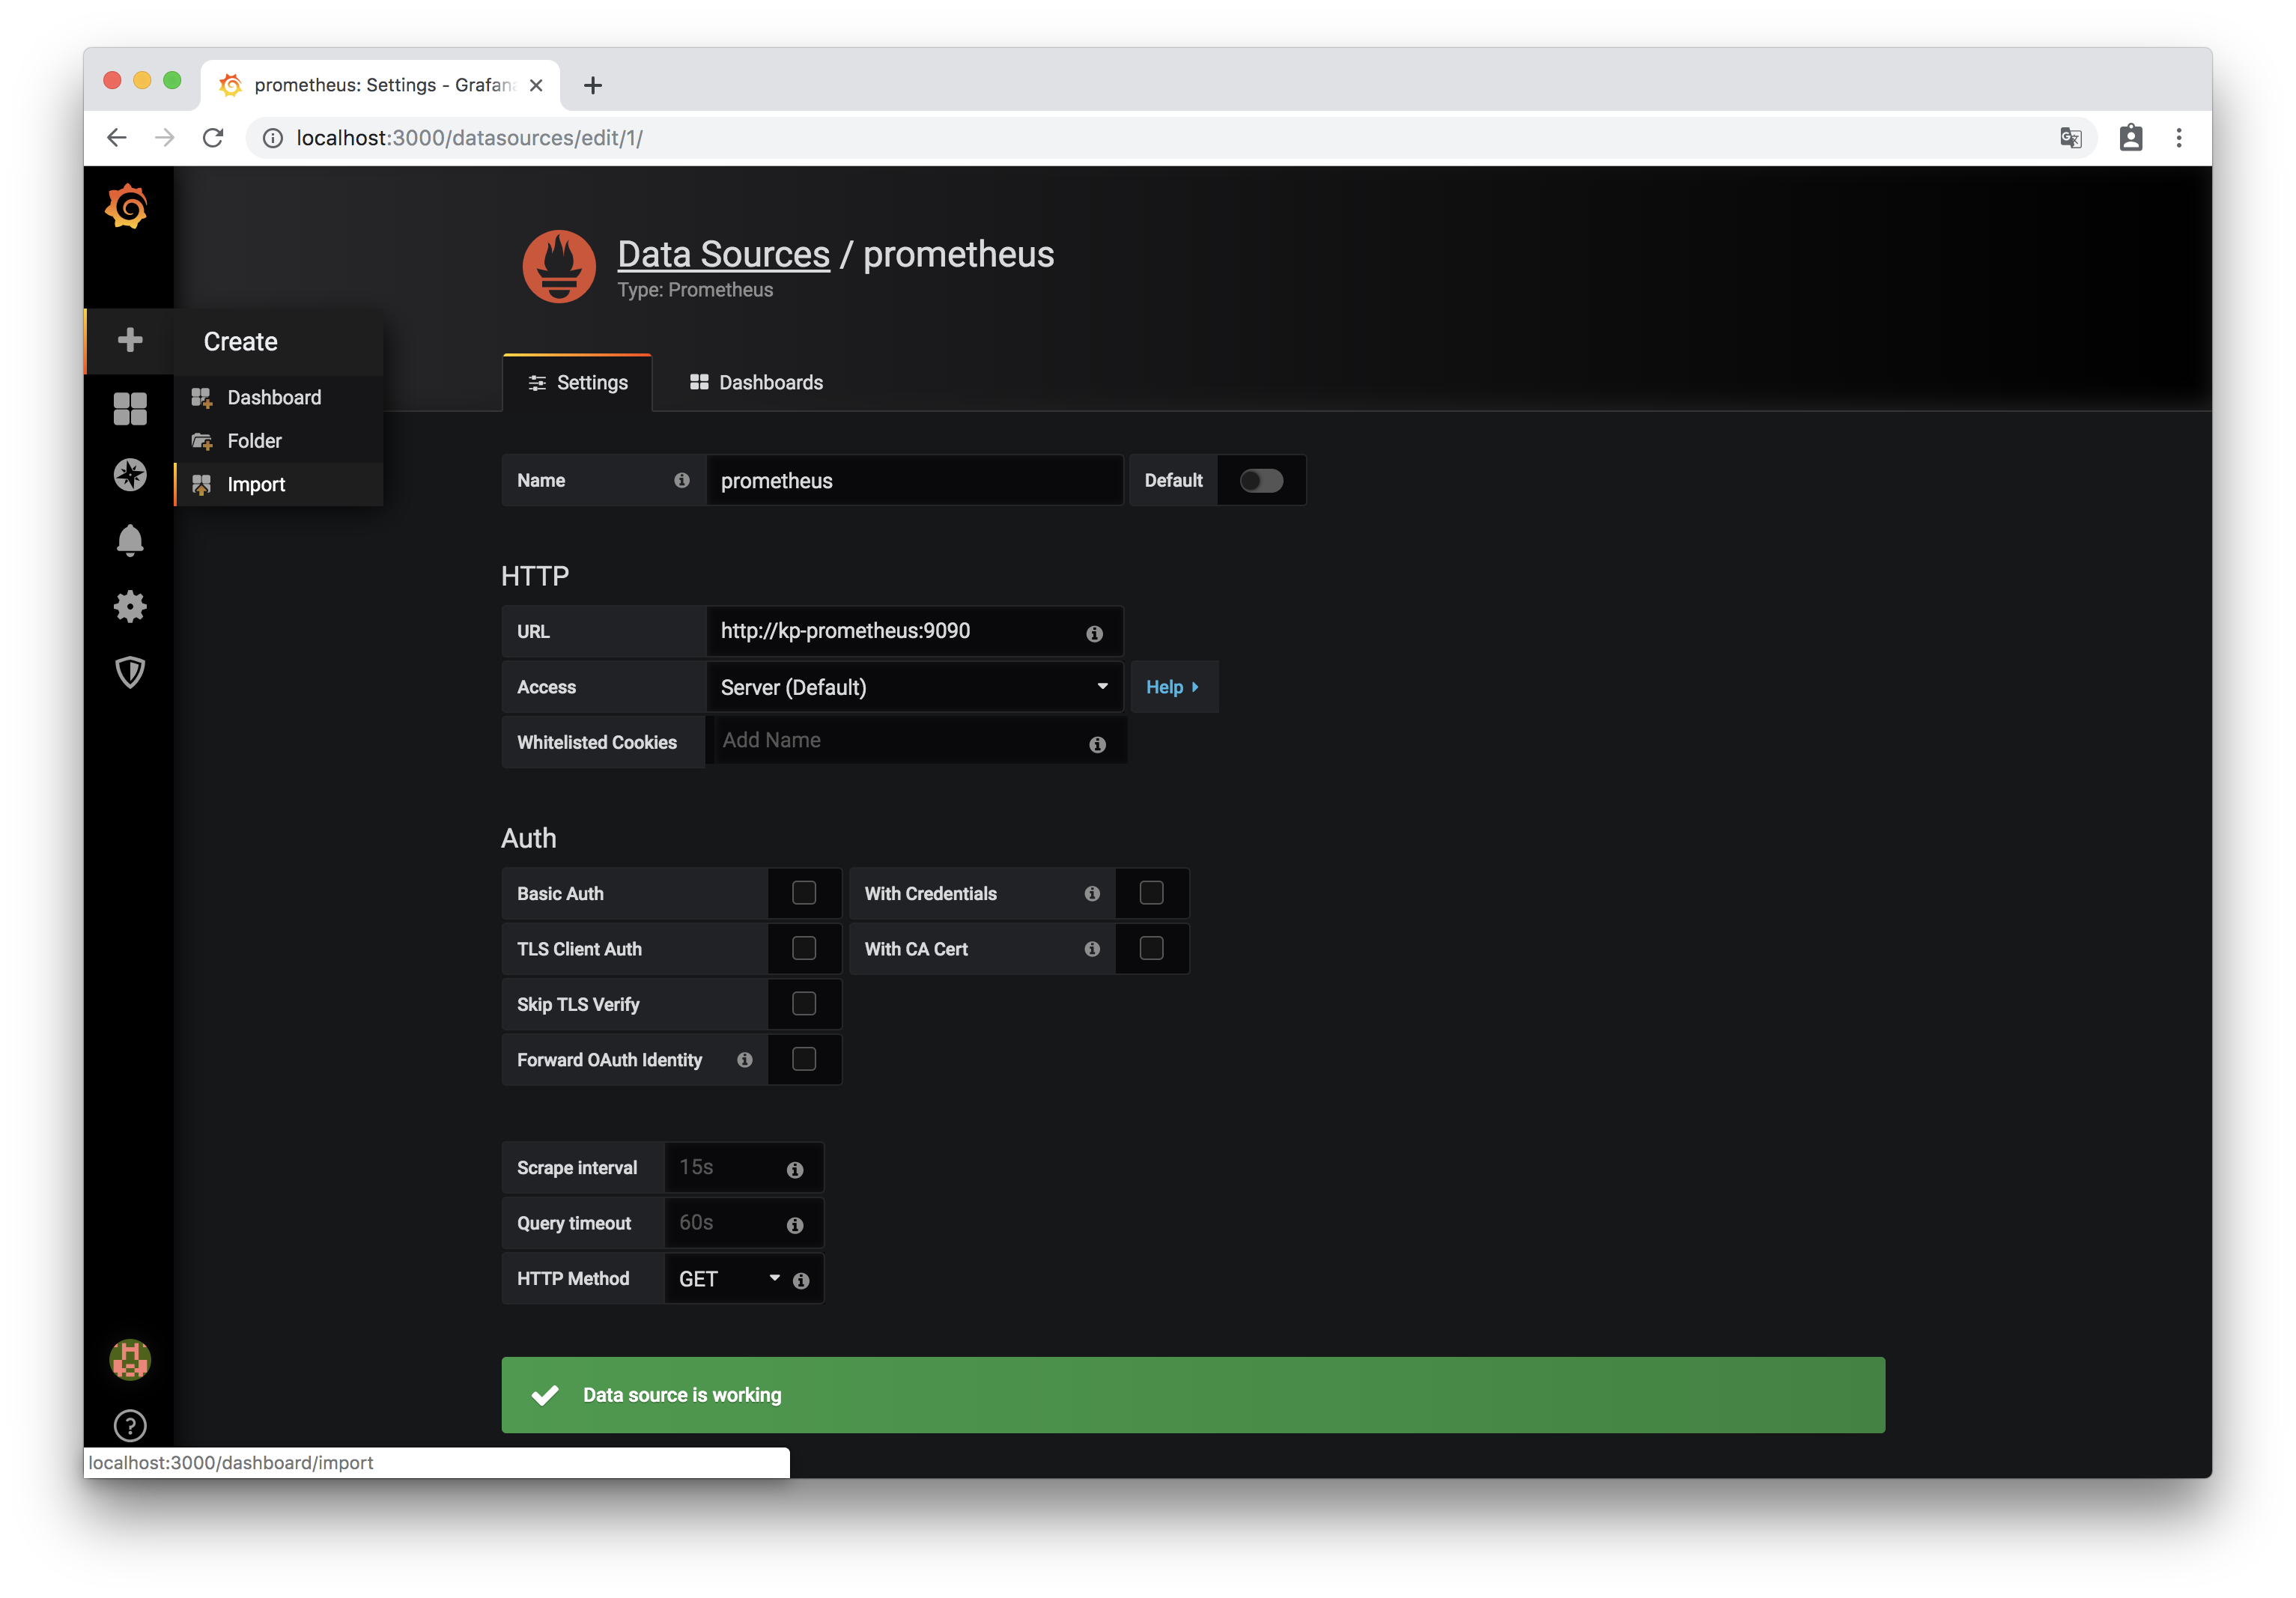 prometheus: Settings - Grafana
localhost:3000/datasources/edit/1/
Data Sources / prometheus
Type: Prometheus
Create
Dashboard
Folder
Import
Settings
Dashboards
Name
prometheus
Default
HTTP
URL
http://kp-prometheus:9090
Access
Server (Default)
Help
Whitelisted Cookies
Add Name
Auth
Basic Auth
With Credentials
TLS Client Auth
With CA Cert
Skip TLS Verify
Forward OAuth Identity
Scrape interval
15s
Query timeout
60s
HTTP Method
GET
Data source is working
localhost:3000/dashboard/import